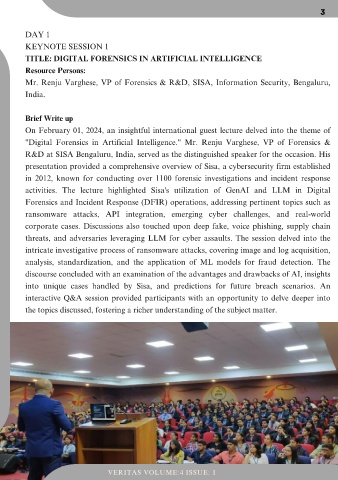 3
DAY 1
KEYNOTE SESSION 1
TITLE: DIGITAL FORENSICS IN ARTIFICIAL INTELLIGENCE
Resource Persons:
Mr. Renju Varghese, VP of Forensics & R&D, SISA, Information Security, Bengaluru,
India.
Brief Write up
On February 01, 2024, an insightful international guest lecture delved into the theme of
"Digital Forensics in Artificial Intelligence." Mr. Renju Varghese, VP of Forensics &
R&D at SISA Bengaluru, India, served as the distinguished speaker for the occasion. His
presentation provided a comprehensive overview of Sisa, a cybersecurity firm established
in 2012, known for conducting over 1100 forensic investigations and incident response
activities. The lecture highlighted Sisa's utilization of GenAI and LLM in Digital
Forensics and Incident Response (DFIR) operations, addressing pertinent topics such as
ransomware attacks, API integration, emerging cyber challenges, and real-world
corporate cases. Discussions also touched upon deep fake, voice phishing, supply chain
threats, and adversaries leveraging LLM for cyber assaults. The session delved into the
intricate investigative process of ransomware attacks, covering image and log acquisition,
analysis, standardization, and the application of ML models for fraud detection. The
discourse concluded with an examination of the advantages and drawbacks of AI, insights
into unique cases handled by Sisa, and predictions for future breach scenarios. An
interactive Q&A session provided participants with an opportunity to delve deeper into
the topics discussed, fostering a richer understanding of the subject matter.
VERITAS VOLUME:4 ISSUE: 1